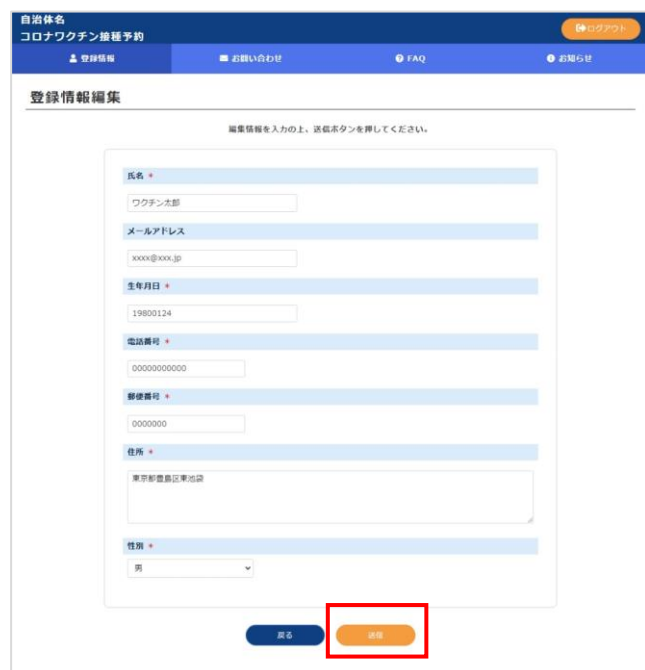 自治体名
コロナワクチン接種予約
ログアウト
登録情報
お問い合わせ
FAQ
お知らせ
登録情報編集
編集情報を入力の上、送信ボタンを押してください。
氏名 *
ワクチン太郎
メールアドレス
xxxx@xxx.jp
生年月日 *
19800124
電話番号 *
00000000000
郵便番号 *
0000000
住所 *
東京都豊島区東池袋
性別 *
男
戻る
送信